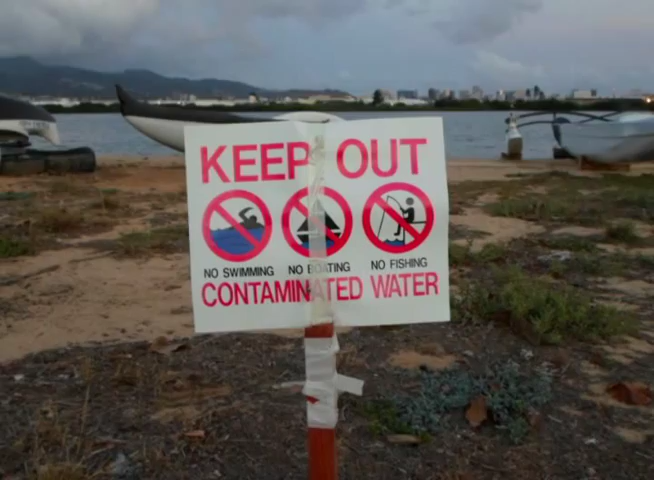 KEEP OUT
NO SWIMMING NO BOATING NO FISHING
CONTAMINATED WATER